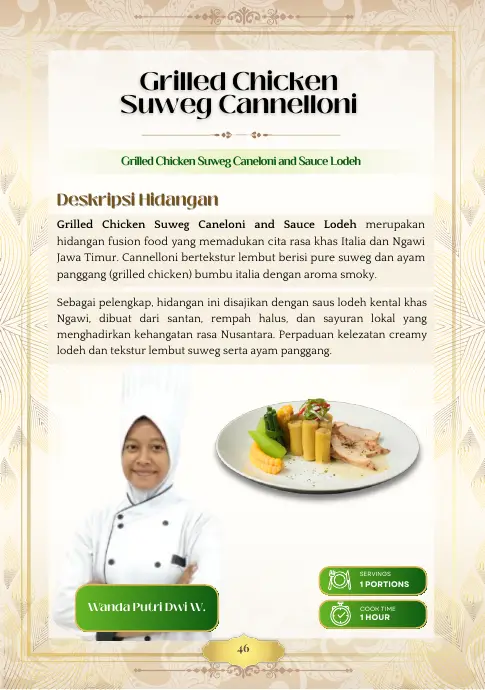 Grilled Chicken
Suweg Cannelloni
Grilled Chicken Suweg Caneloni and Sauce Lodeh
Deskripsi Hidangan
Grilled Chicken Suweg Caneloni and Sauce Lodeh merupakan
hidangan fusion food yang memadukan cita rasa khas Italia dan Ngawi
Jawa Timur. Cannelloni bertekstur lembut berisi pure suweg dan ayam
panggang (grilled chicken) bumbu italia dengan aroma smoky.
Sebagai pelengkap, hidangan ini disajikan dengan saus lodeh kental khas
Ngawi, dibuat dari santan, rempah halus, dan sayuran lokal yang
menghadirkan kehangatan rasa Nusantara. Perpaduan kelezatan creamy
lodeh dan tekstur lembut suweg serta ayam panggang.
Wanda Putri Dwi W.
SERVINGS
1 PORTIONS
COOK TIME
1 HOUR
46